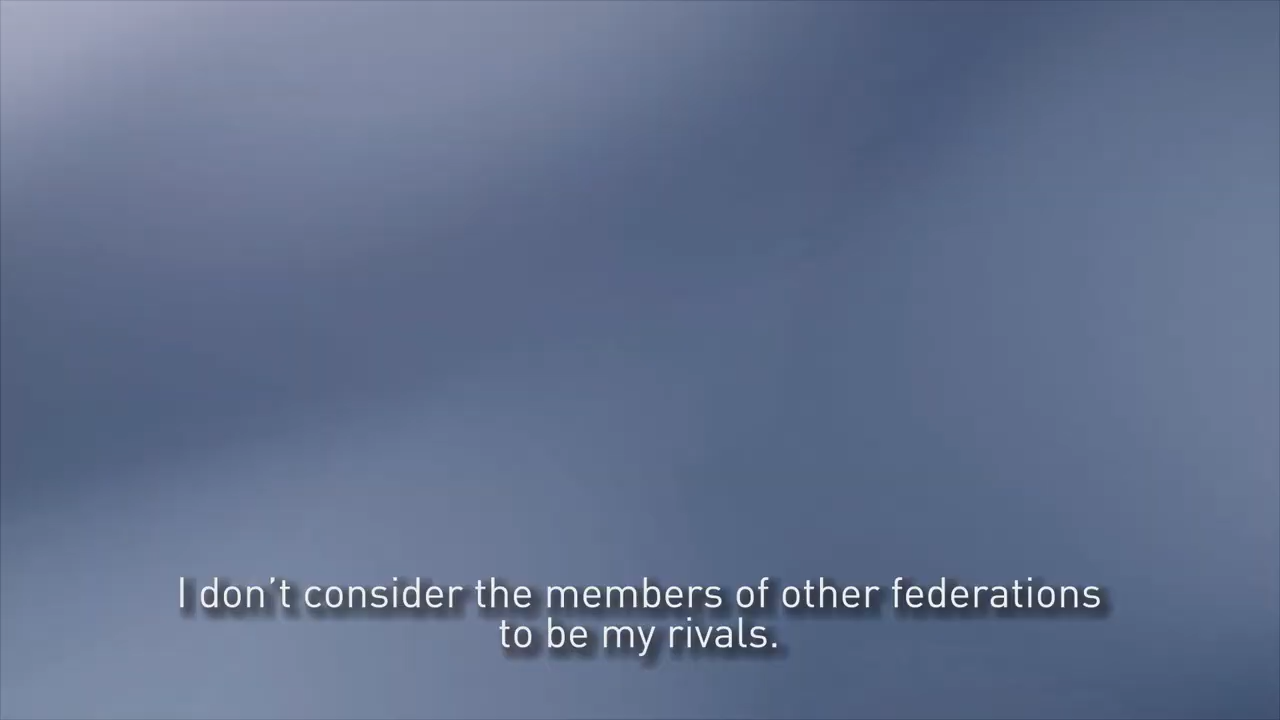 I don’t consider the members of other federations
to be my rivals.